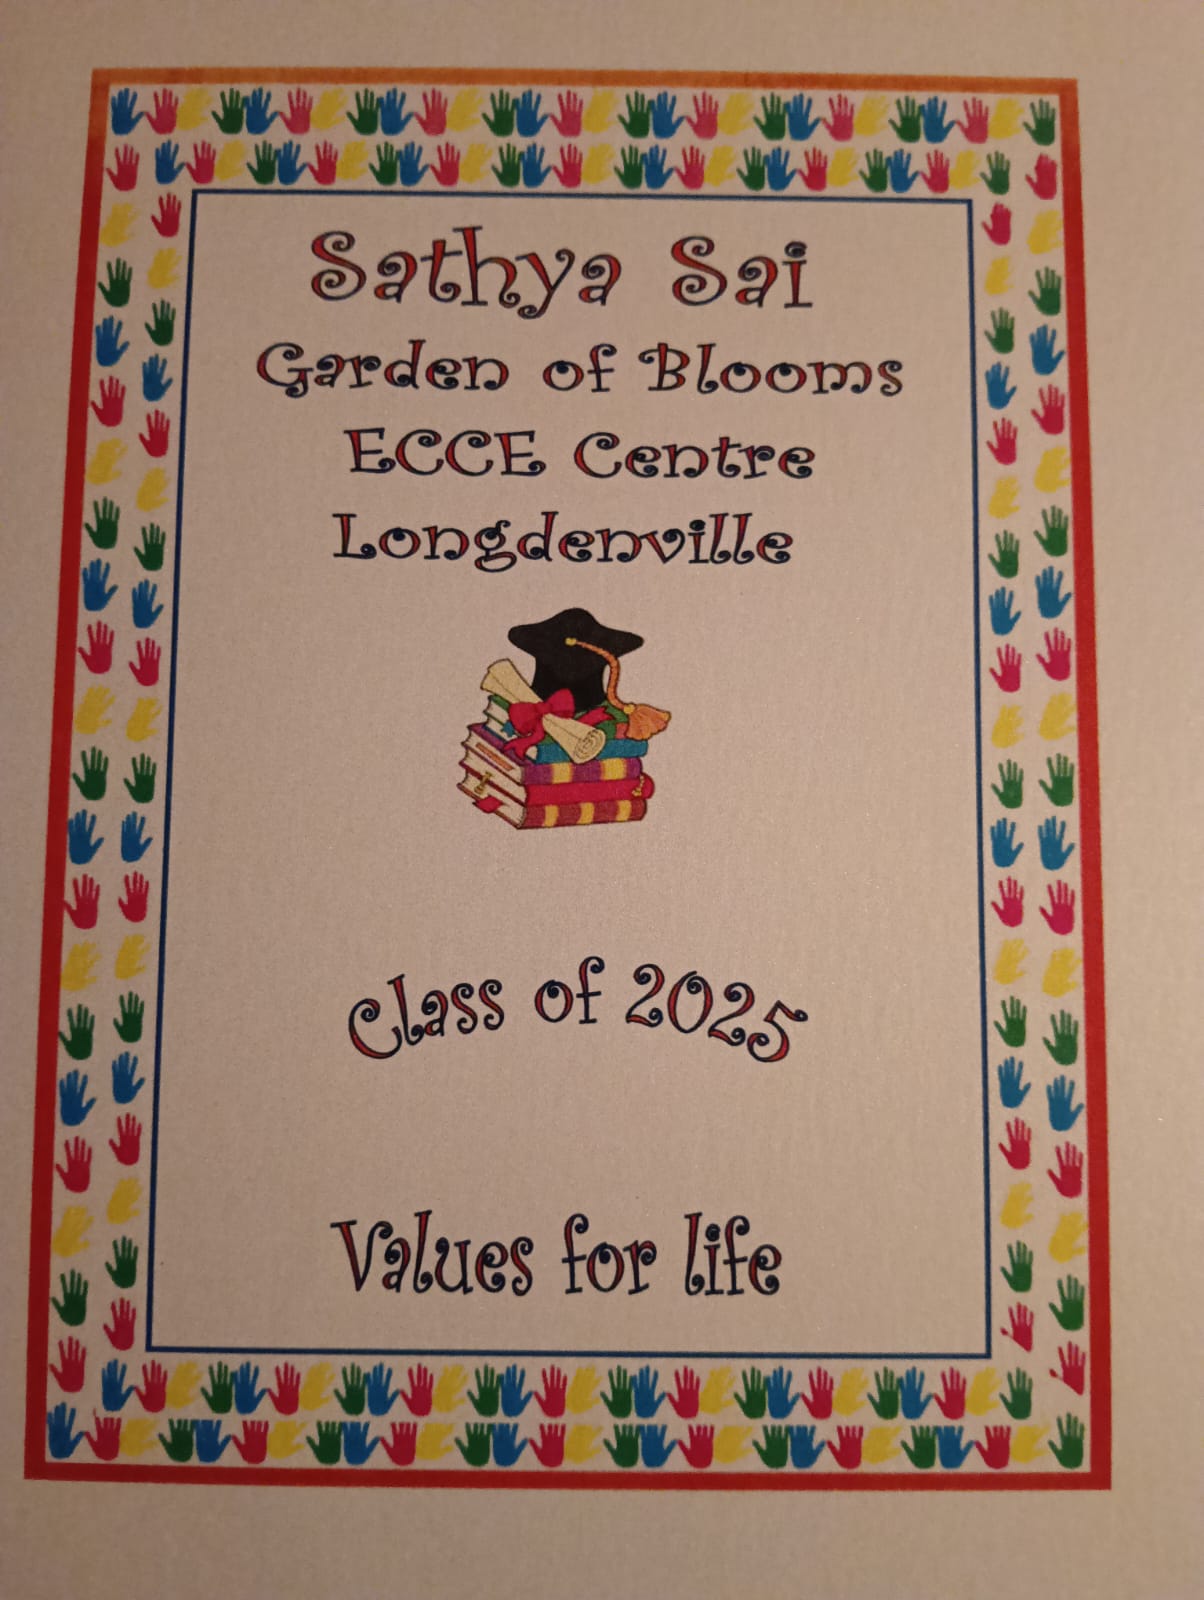 Sathya Sai
Garden of Blooms
ECCE Centre
Longdenville
Class of 2025
Values for life